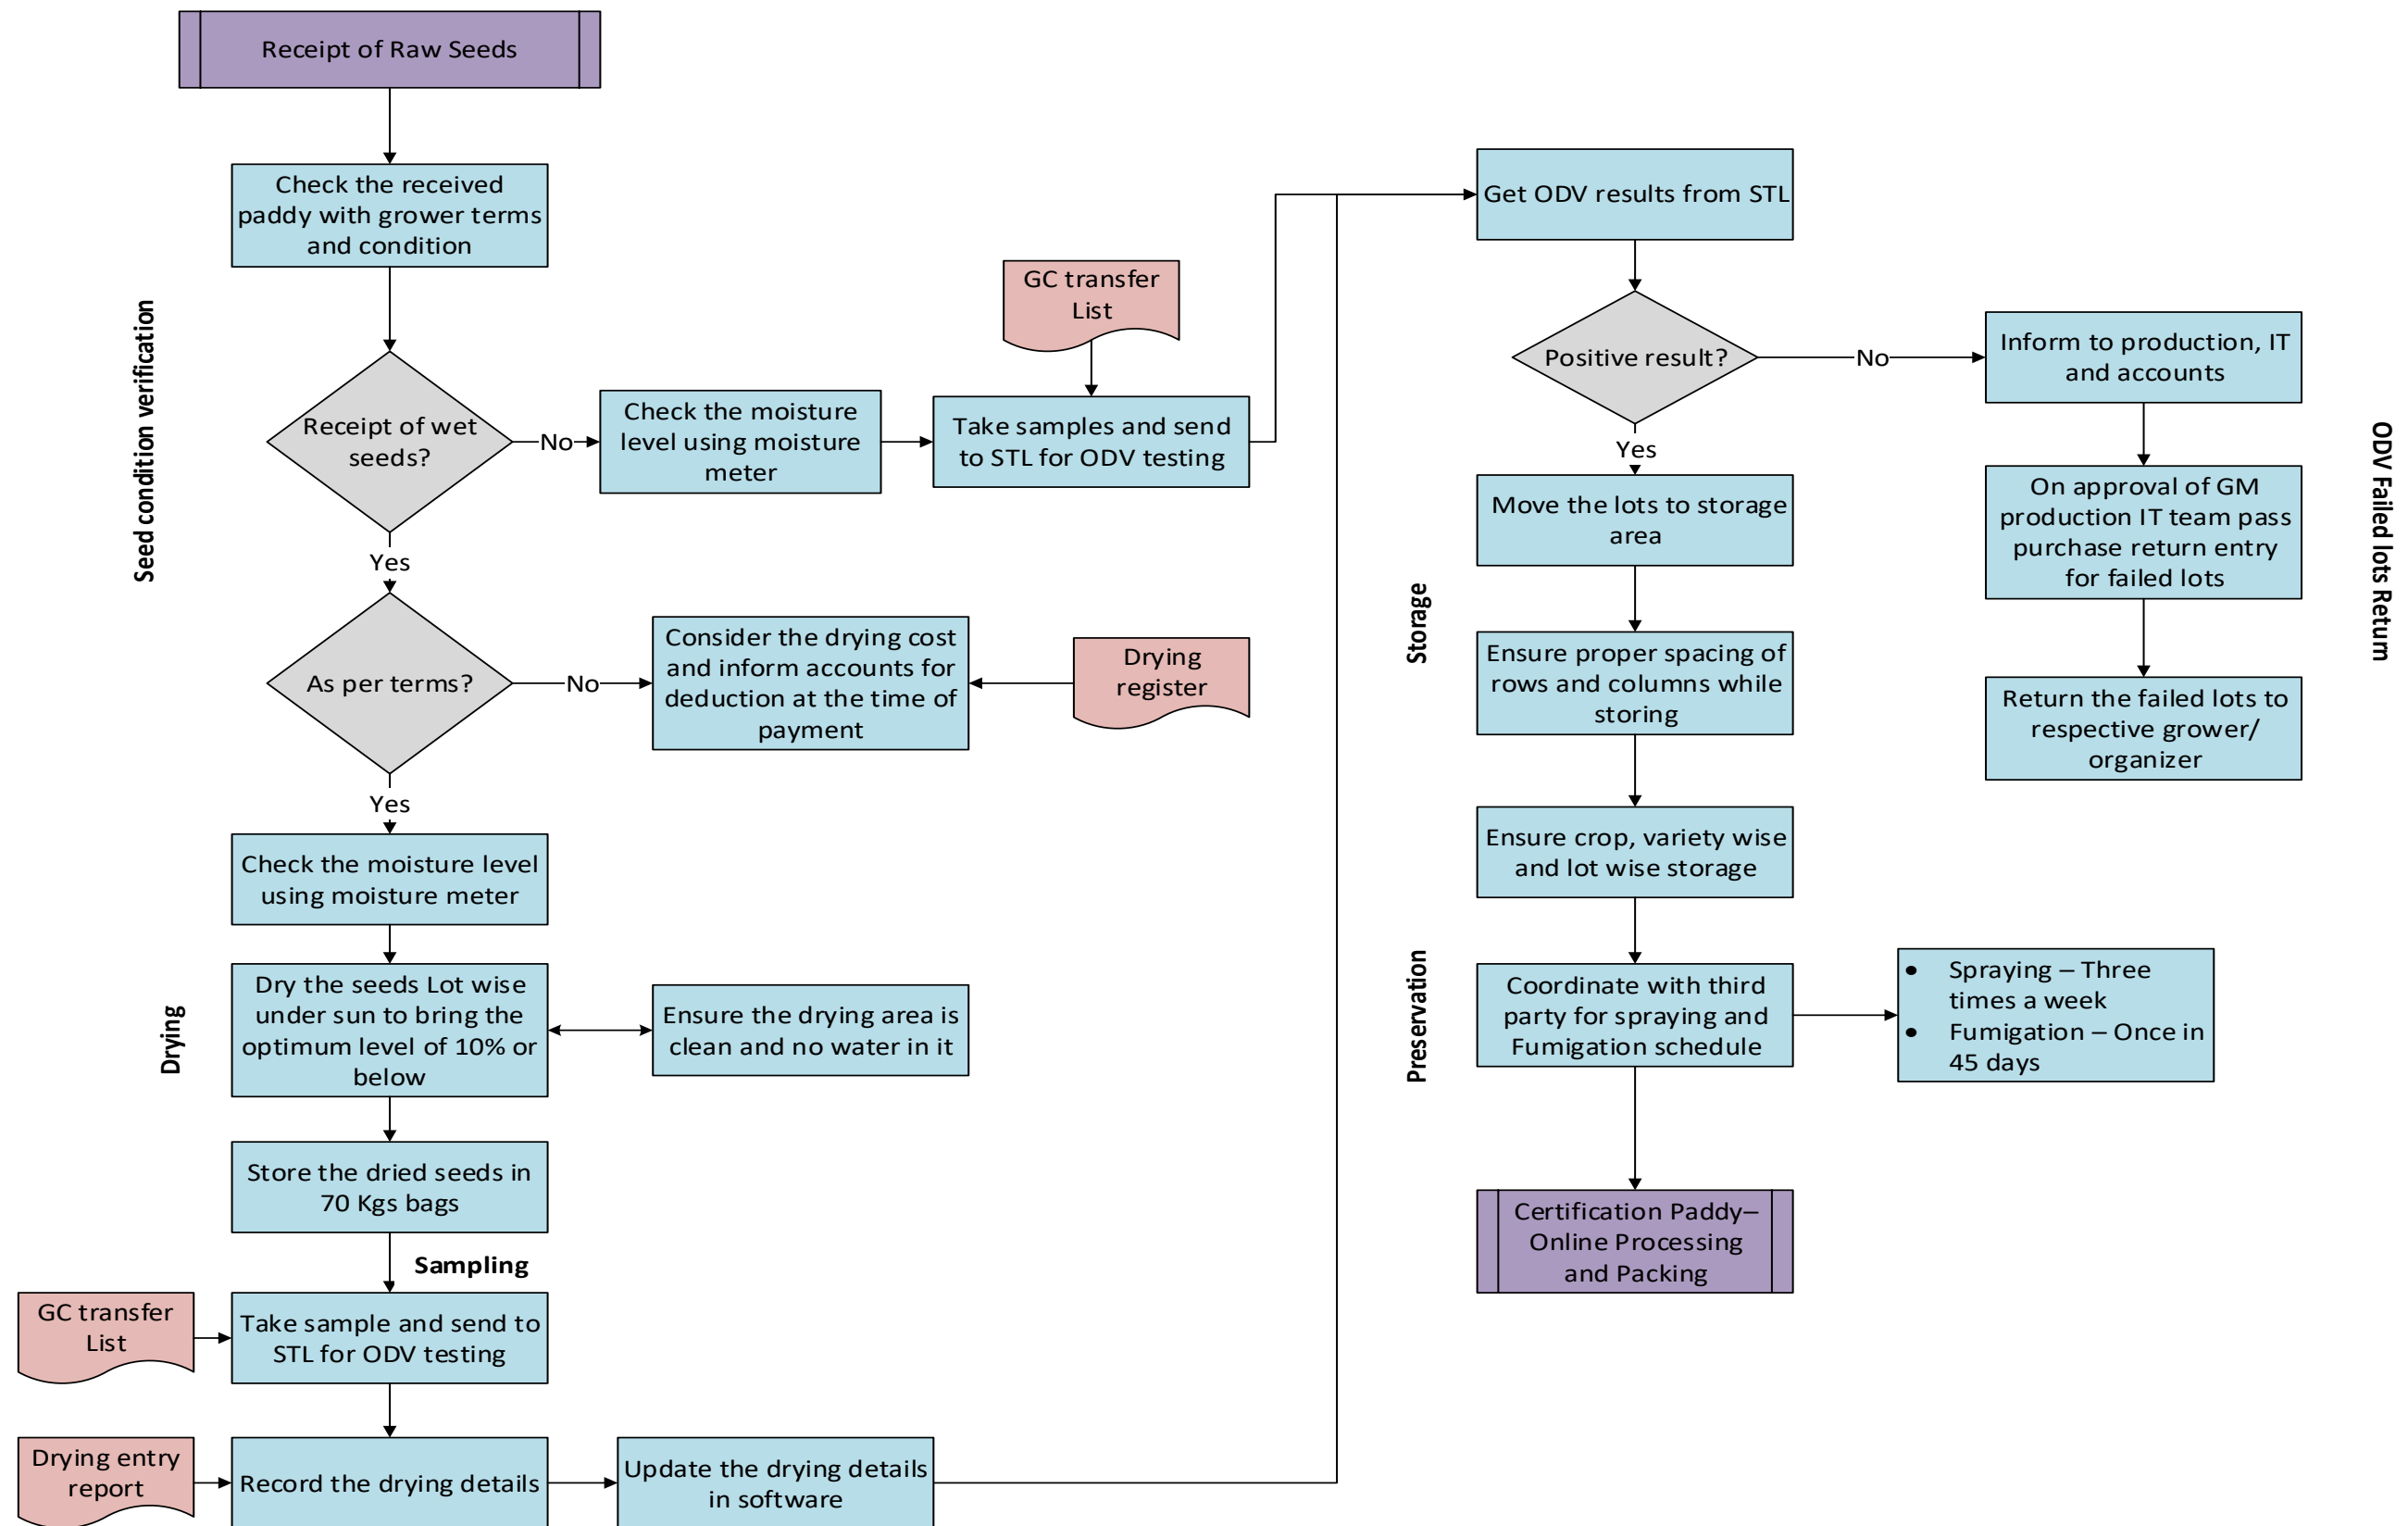 Receipt of Raw Seeds
Check the received
paddy with grower terms
and condition
Seed condition verification
Receipt of wet
seeds?
No
Check the moisture
level using moisture
meter
GC transfer
List
Take samples and send
to STL for ODV testing
Yes
As per terms?
No
Consider the drying cost
and inform accounts for
deduction at the time of
payment
Drying
register
Yes
Check the moisture level
using moisture meter
Drying
Dry the seeds Lot wise
under sun to bring the
optimum level of 10% or
below
Ensure the drying area is
clean and no water in it
Store the dried seeds in
70 Kgs bags
Sampling
GC transfer
List
Take sample and send to
STL for ODV testing
Drying entry
report
Record the drying details
Update the drying details
in software
Get ODV results from STL
Positive result?
No
Inform to production, IT
and accounts
ODV Failed lots Return
On approval of GM
production IT team pass
purchase return entry
for failed lots
Return the failed lots to
respective grower/
organizer
Yes
Move the lots to storage
area
Storage
Ensure proper spacing of
rows and columns while
storing
Ensure crop, variety wise
and lot wise storage
Preservation
Coordinate with third
party for spraying and
Fumigation schedule
• Spraying – Three
times a week
• Fumigation – Once in
45 days
Certification Paddy–
Online Processing
and Packing